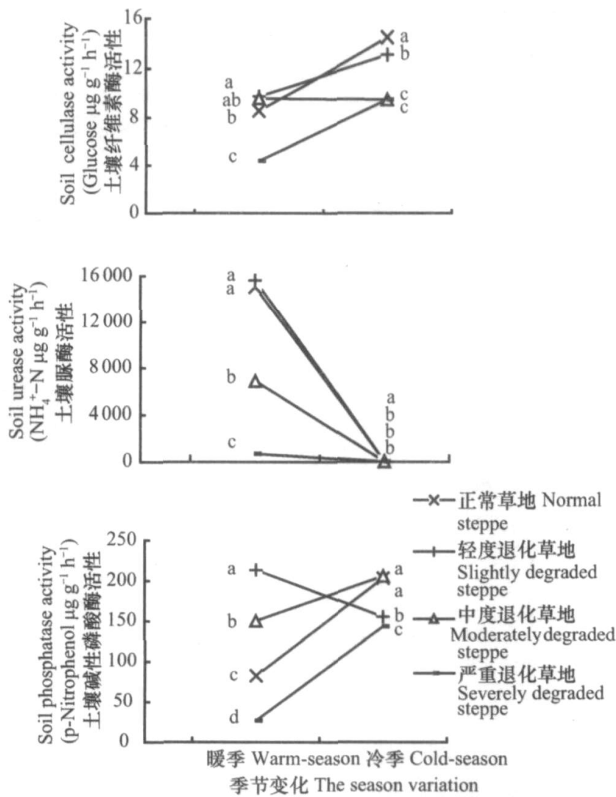 Soil cellulase activity
(Glucose μg g⁻¹ h⁻¹)
土壤纤维素酶活性
16
12
8
4
0
a
ab
b
c
a
b
c
c
Soil urease activity
(NH₄⁺–N μg g⁻¹ h⁻¹)
土壤脲酶活性
16 000
12 000
8 000
4 000
0
a
a
b
c
a
b
b
b
正常草地 Normal
steppe
轻度退化草地
Slightly degraded
steppe
中度退化草地
Moderately degraded
steppe
严重退化草地
Severely degraded
steppe
Soil phosphatase activity
(p-Nitrophenol μg g⁻¹ h⁻¹)
土壤碱性磷酸酶活性
250
200
150
100
50
0
a
b
c
d
a
a
b
c
暖季 Warm-season 冷季 Cold-season
季节变化 The season variation